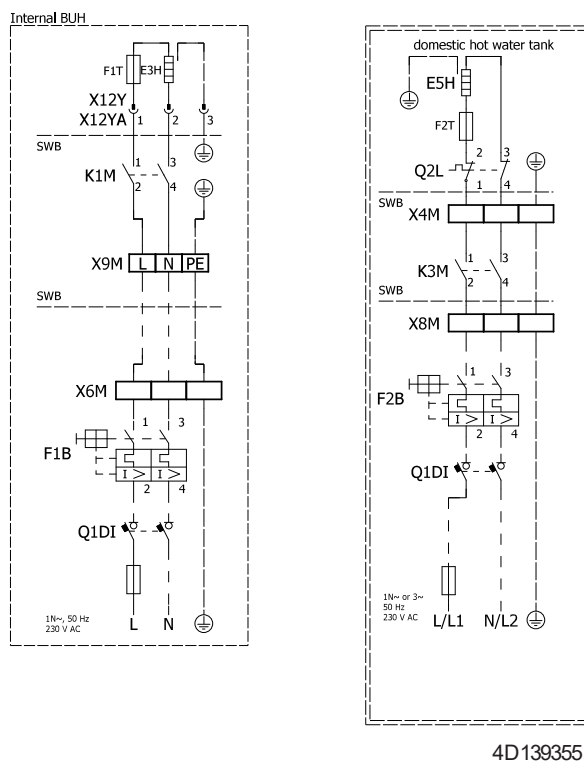 Internal BUH
F1T
E3H
X12Y
X12YA
1
2
3
SWB
K1M
1
3
2
4
X9M
L
N
PE
SWB
X6M
1
3
F1B
I >
I >
2
4
Q1DI
1N~, 50 Hz
230 V AC
L
N
domestic hot water tank
E5H
F2T
2
3
Q2L
1
4
SWB
X4M
K3M
1
3
2
4
SWB
X8M
1
3
F2B
I >
I >
2
4
Q1DI
1N~ or 3~
50 Hz
230 V AC
L/L1
N/L2
4D139355